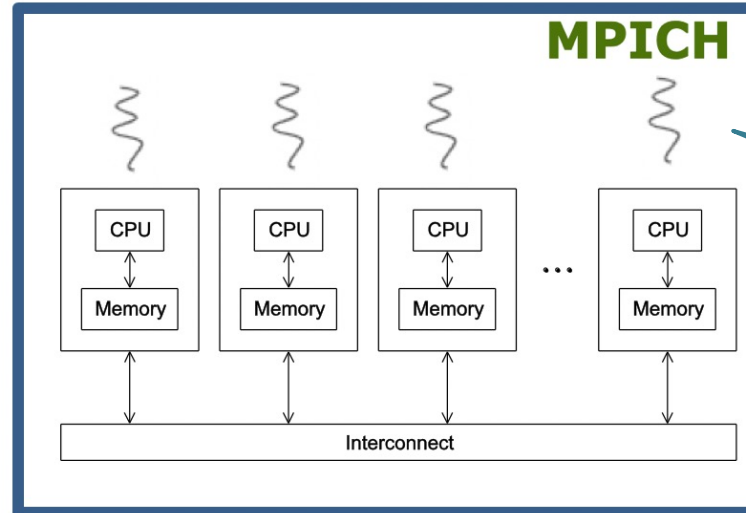 MPICH
CPU CPU CPU ... CPU
Memory Memory Memory Memory
Interconnect